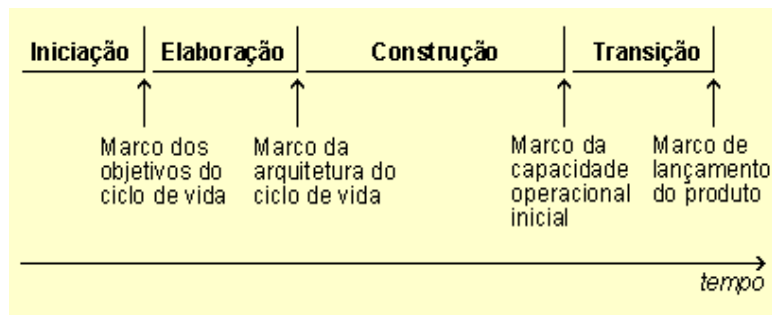 Iniciação Elaboração Construção Transição
Marco dos
objetivos do
ciclo de vida
Marco da
arquitetura do
ciclo de vida
Marco da
capacidade
operacional
inicial
Marco de
lançamento
do produto
tempo